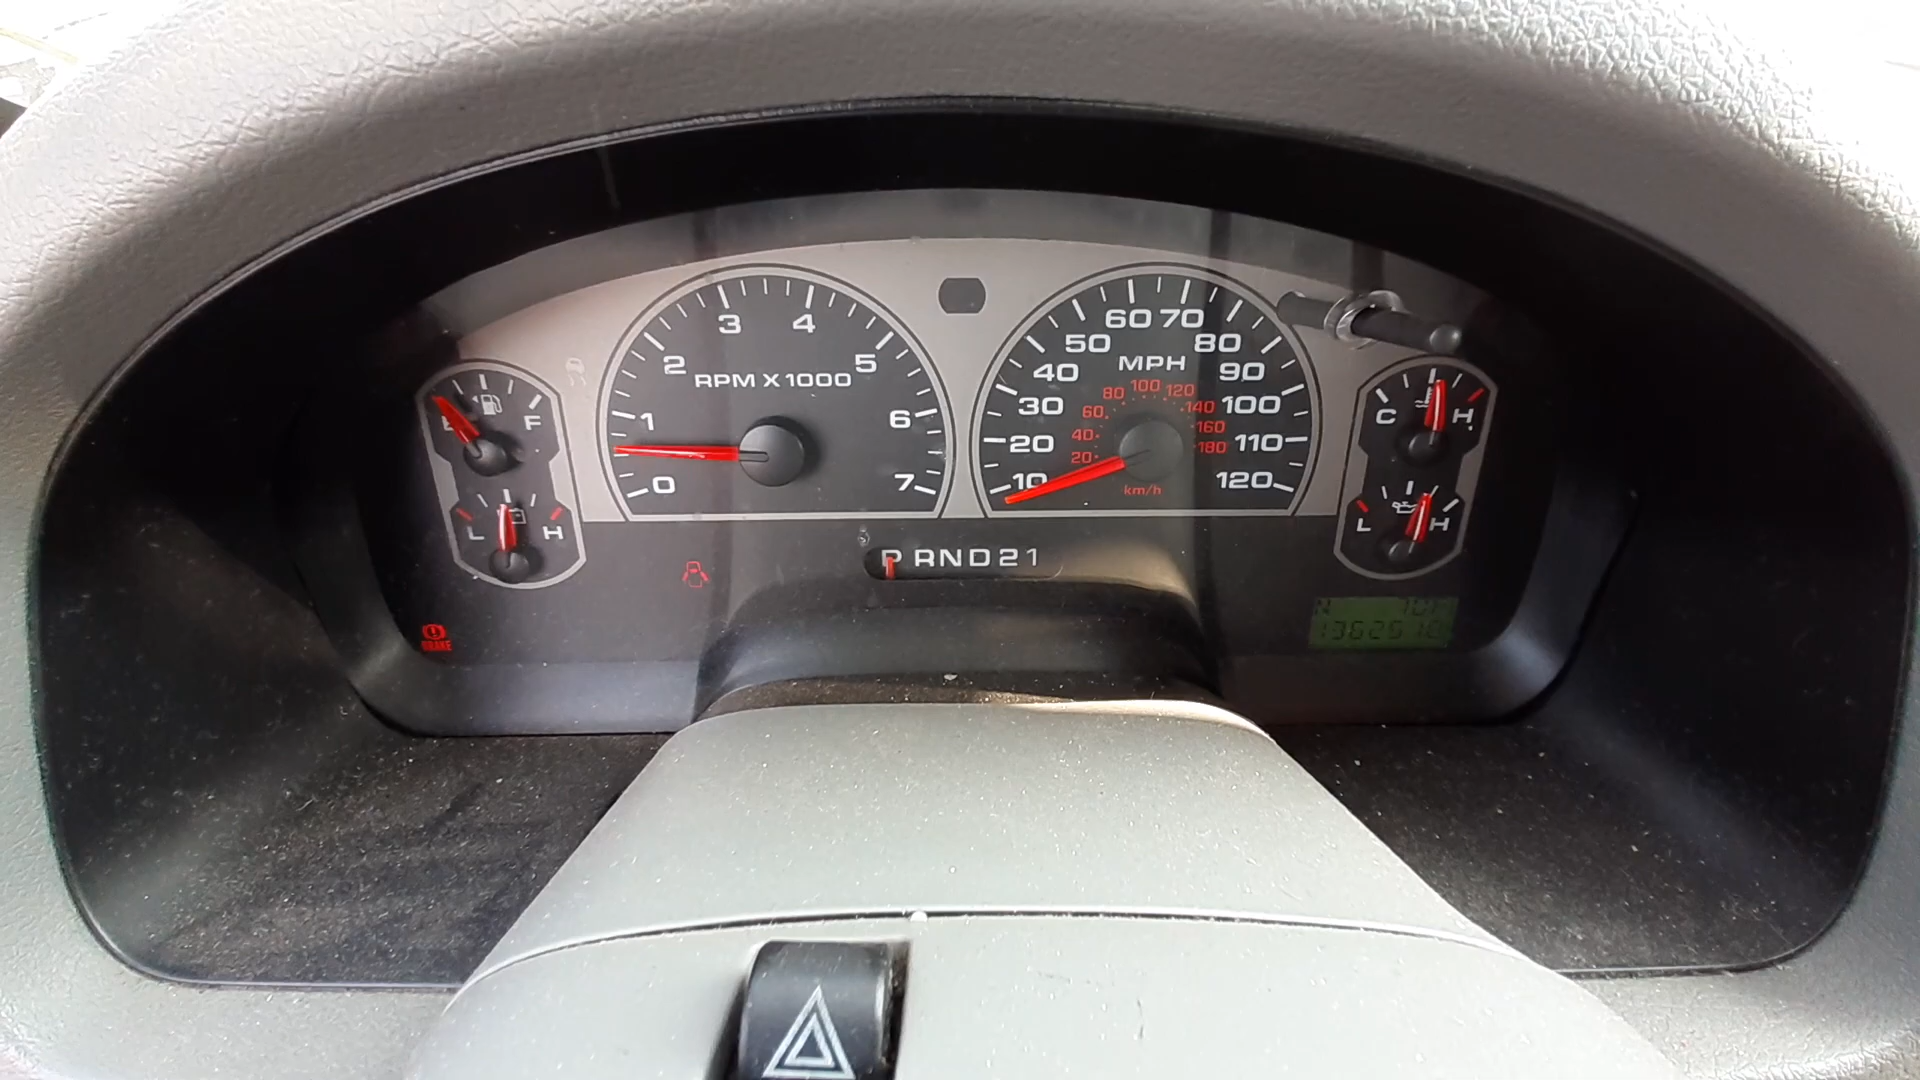 3 4
2 5
RPM X 1000
1 6
0 7
60 70
50 80
MPH
40 90
30 100
20 110
10 120
80 100 120
60 140
40 160
20 180
km/h
F
L H
C H
L H
P RND21
BRAKE